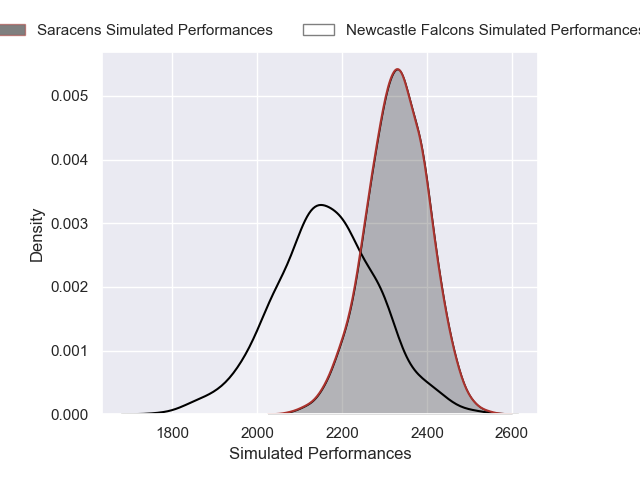 Saracens Simulated Performances
Newcastle Falcons Simulated Performances
0.005
0.004
0.003
0.002
0.001
0.000
Density
1800 2000 2200 2400 2600
Simulated Performances